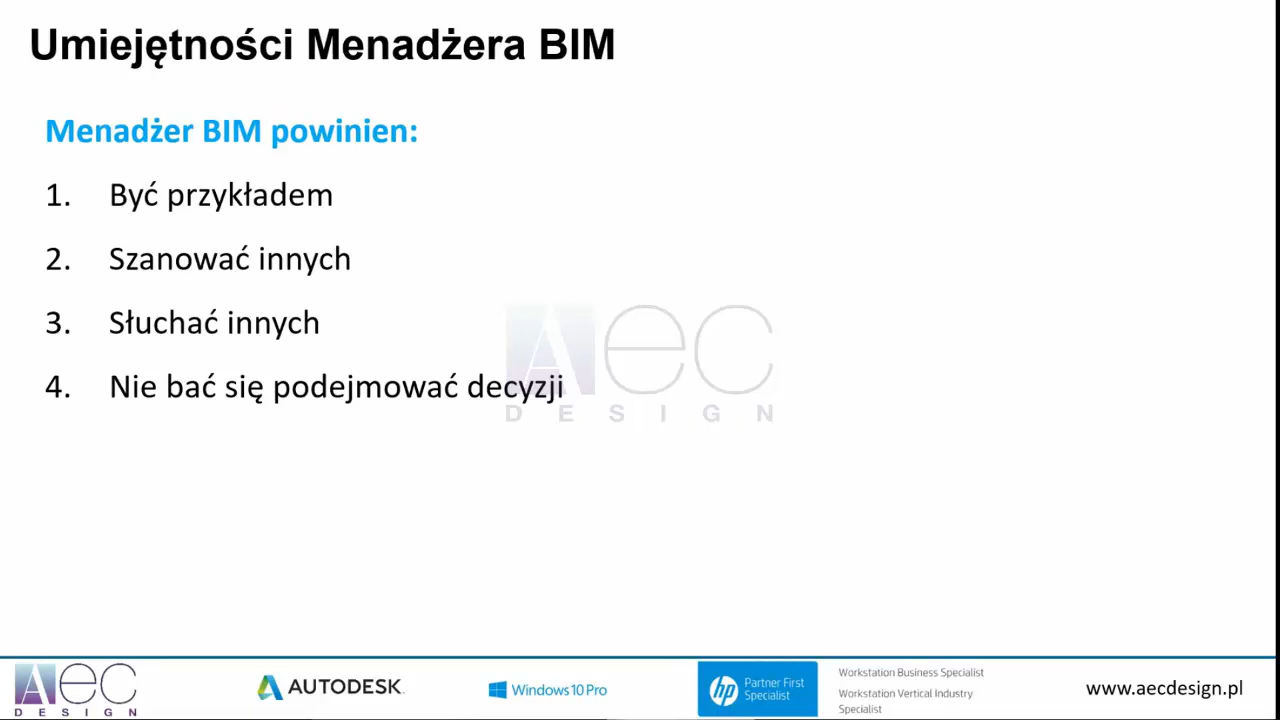 Umiejętności Menadżera BIM
Menadżer BIM powinien:
1. Być przykładem
2. Szanować innych
3. Słuchać innych
4. Nie bać się podejmować decyzji
AEC
DESIGN
AEC
DESIGN
AUTODESK.
Windows 10 Pro
hp
Partner First
Specialist
Workstation Business Specialist
Workstation Vertical Industry
Specialist
www.aecdesign.pl